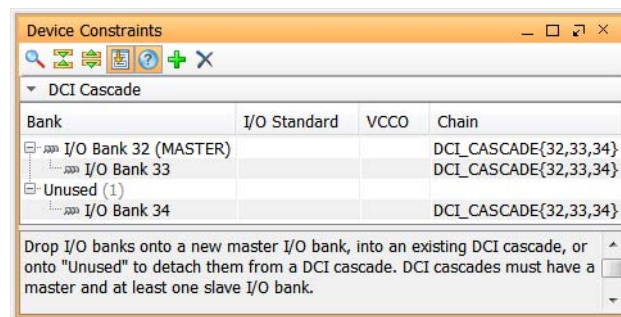 Device Constraints
DCI Cascade
Bank I/O Standard VCCO Chain
I/O Bank 32 (MASTER) DCI_CASCADE{32,33,34}
I/O Bank 33 DCI_CASCADE{32,33,34}
Unused (1)
I/O Bank 34 DCI_CASCADE{32,33,34}
Drop I/O banks onto a new master I/O bank, into an existing DCI cascade, or
onto "Unused" to detach them from a DCI cascade. DCI cascades must have a
master and at least one slave I/O bank.